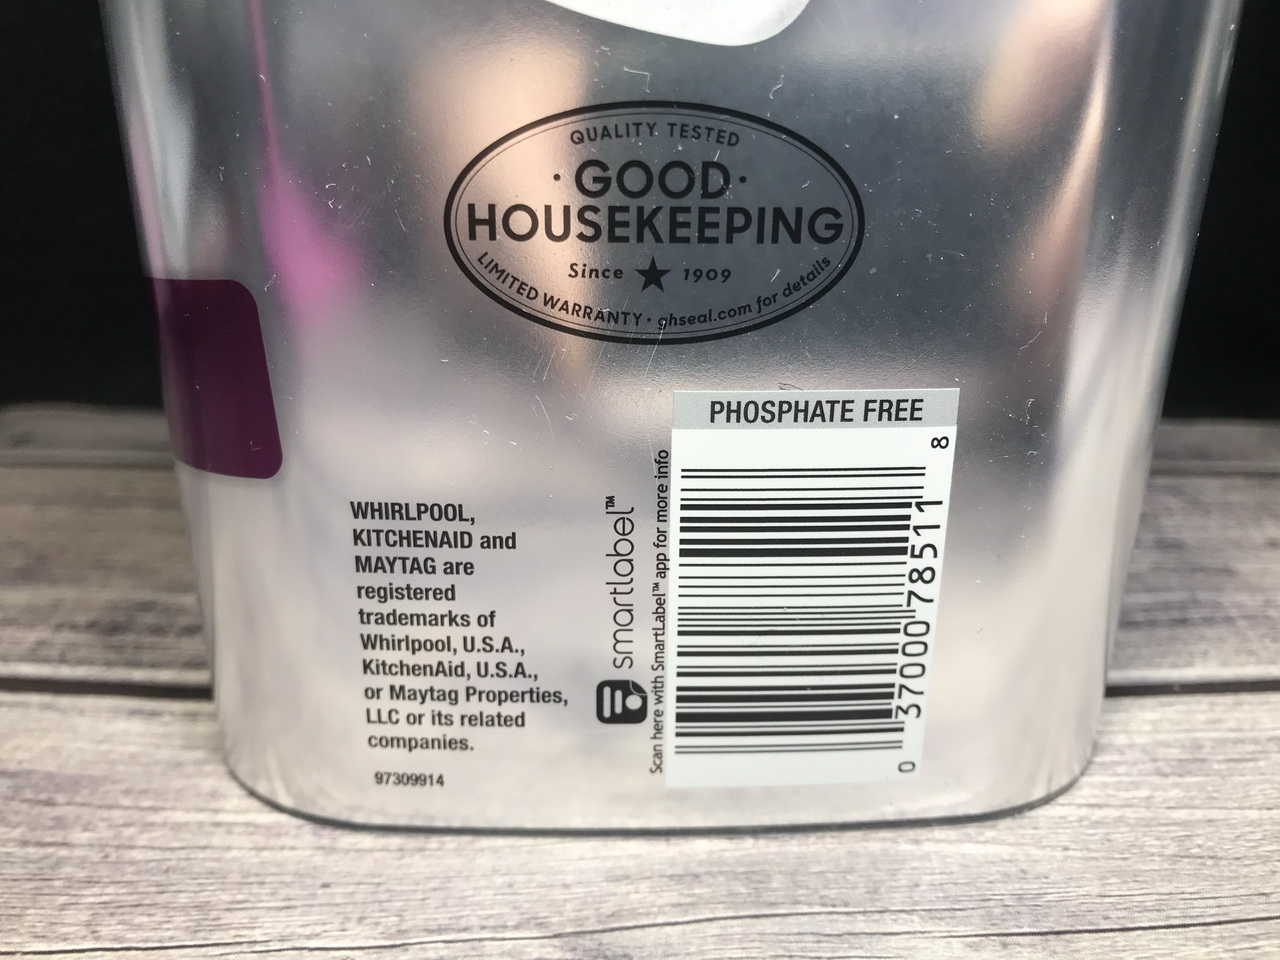 QUALITY TESTED
· GOOD ·
HOUSEKEEPING
Since ★ 1909
LIMITED WARRANTY · ghseal.com for details
PHOSPHATE FREE
WHIRLPOOL,
KITCHENAID and
MAYTAG are
registered
trademarks of
Whirlpool, U.S.A.,
KitchenAid, U.S.A.,
or Maytag Properties,
LLC or its related
companies.
97309914
smartlabel™
Scan here with SmartLabel™ app for more info
0 37000 78511 8